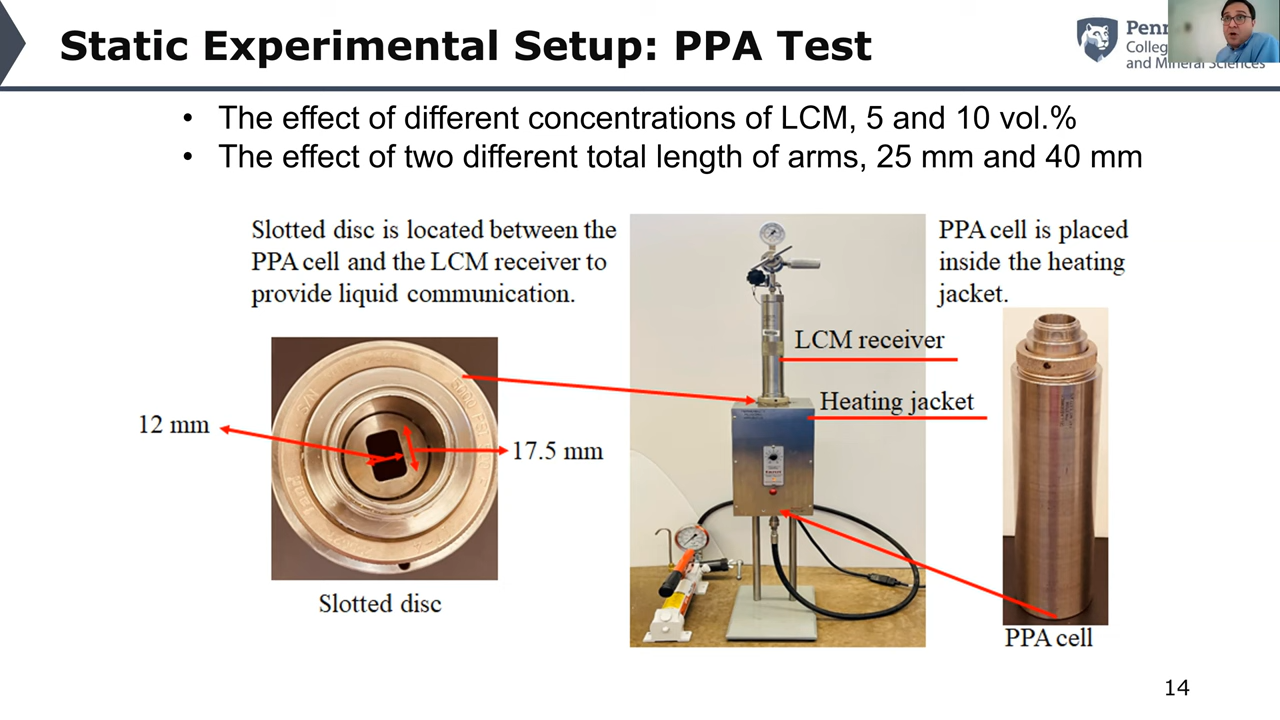 Static Experimental Setup: PPA Test
Penn
Colleg
and Mineral Sciences
• The effect of different concentrations of LCM, 5 and 10 vol.%
• The effect of two different total length of arms, 25 mm and 40 mm
Slotted disc is located between the
PPA cell and the LCM receiver to
provide liquid communication.
PPA cell is placed
inside the heating
jacket.
LCM receiver
Heating jacket
12 mm
17.5 mm
Slotted disc
PPA cell
14